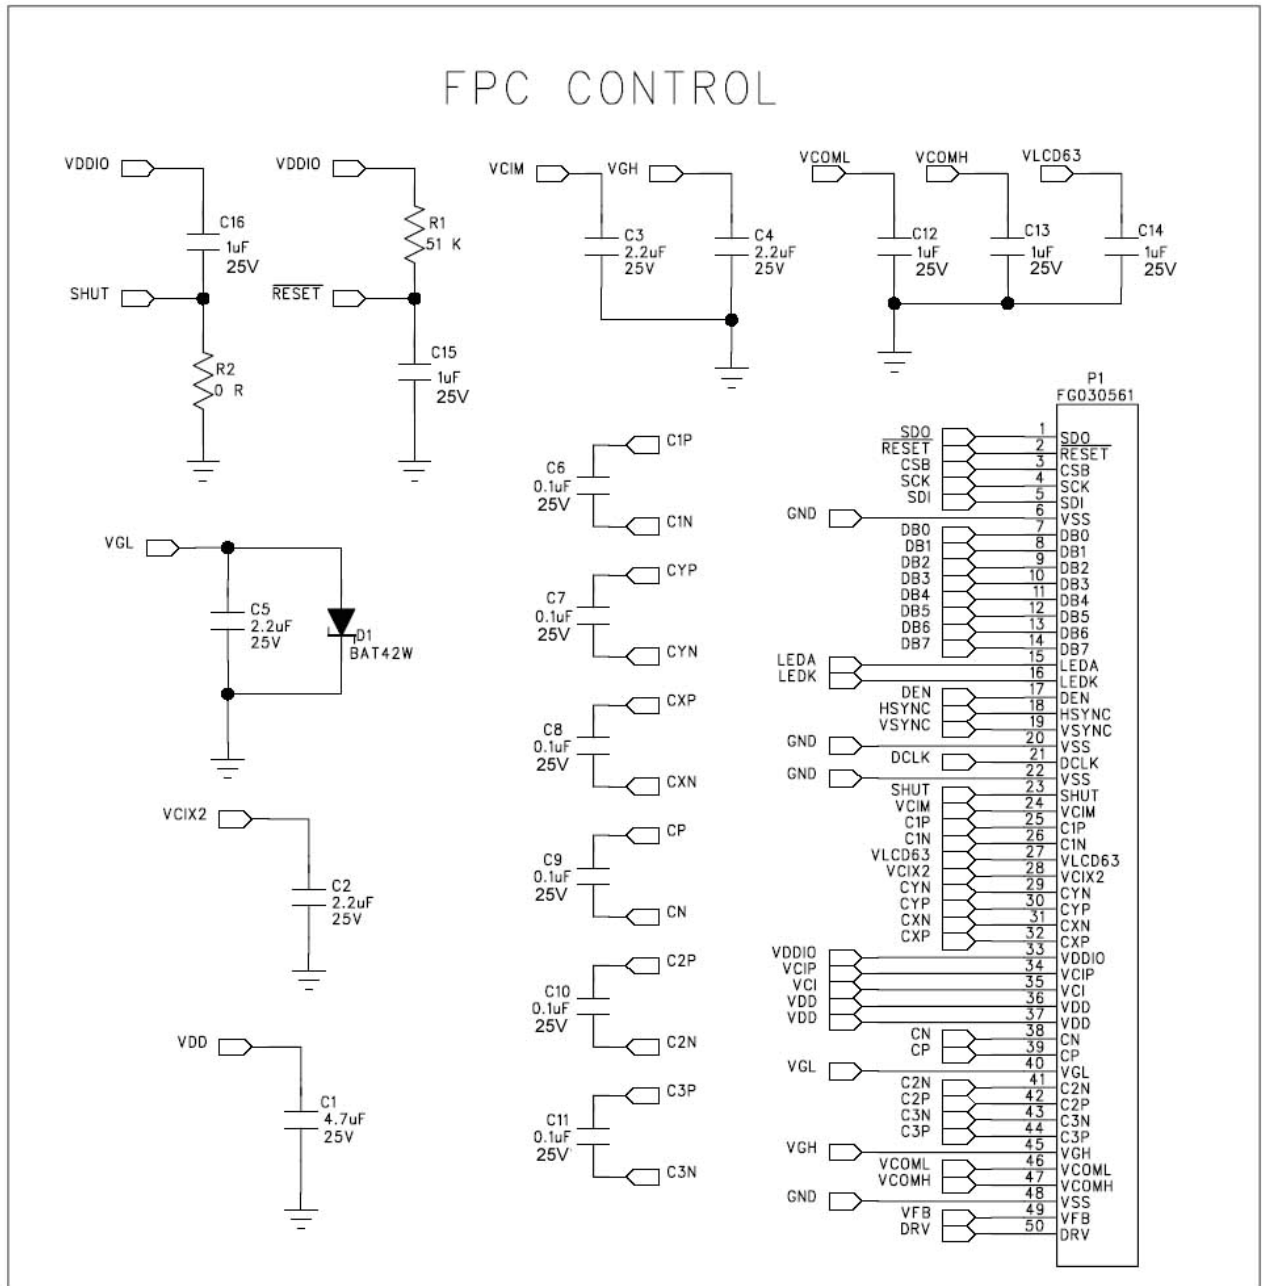 FPC CONTROL
VDDIO
C16
1uF
25V
SHUT
R2
0 R
VDDIO
R1
51 K
RESET
C15
1uF
25V
VCIM
C3
2.2uF
25V
VGH
C4
2.2uF
25V
VCOML
C12
1uF
25V
VCOMH
C13
1uF
25V
VLCD63
C14
1uF
25V
VGL
C5
2.2uF
25V
D1
BAT42W
VCIX2
C2
2.2uF
25V
VDD
C1
4.7uF
25V
C1P
C6
0.1uF
25V
C1N
CYP
C7
0.1uF
25V
CYN
CXP
C8
0.1uF
25V
CXN
CP
C9
0.1uF
25V
CN
C2P
C10
0.1uF
25V
C2N
C3P
C11
0.1uF
25V
C3N
P1
FG030561
SDO 1 SDO
RESET 2 RESET
CSB 3 CSB
SCK 4 SCK
SDI 5 SDI
GND 6 VSS
DB0 7 DB0
DB1 8 DB1
DB2 9 DB2
DB3 10 DB3
DB4 11 DB4
DB5 12 DB5
DB6 13 DB6
DB7 14 DB7
LEDA 15 LEDA
LEDK 16 LEDK
DEN 17 DEN
HSYNC 18 HSYNC
VSYNC 19 VSYNC
GND 20 VSS
DCLK 21 DCLK
GND 22 VSS
SHUT 23 SHUT
VCIM 24 VCIM
C1P 25 C1P
C1N 26 C1N
VLCD63 27 VLCD63
VCIX2 28 VCIX2
CYN 29 CYN
CYP 30 CYP
CXN 31 CXN
CXP 32 CXP
VDDIO 33 VDDIO
VCIP 34 VCIP
VCI 35 VCI
VDD 36 VDD
VDD 37 VDD
CN 38 CN
CP 39 CP
VGL 40 VGL
C2N 41 C2N
C2P 42 C2P
C3N 43 C3N
C3P 44 C3P
VGH 45 VGH
VCOML 46 VCOML
VCOMH 47 VCOMH
GND 48 VSS
VFB 49 VFB
DRV 50 DRV